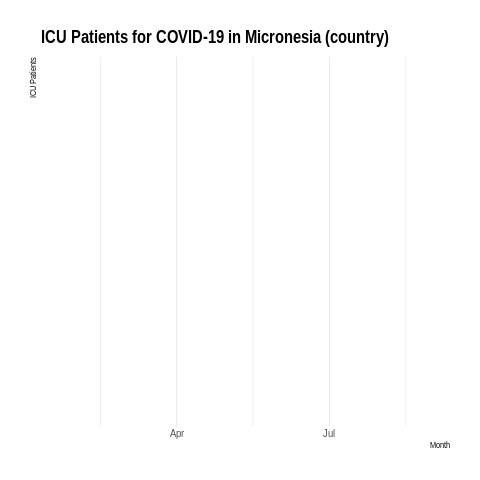 ICU Patients for COVID-19 in Micronesia (country)
ICU Patients
Apr
Jul
Month